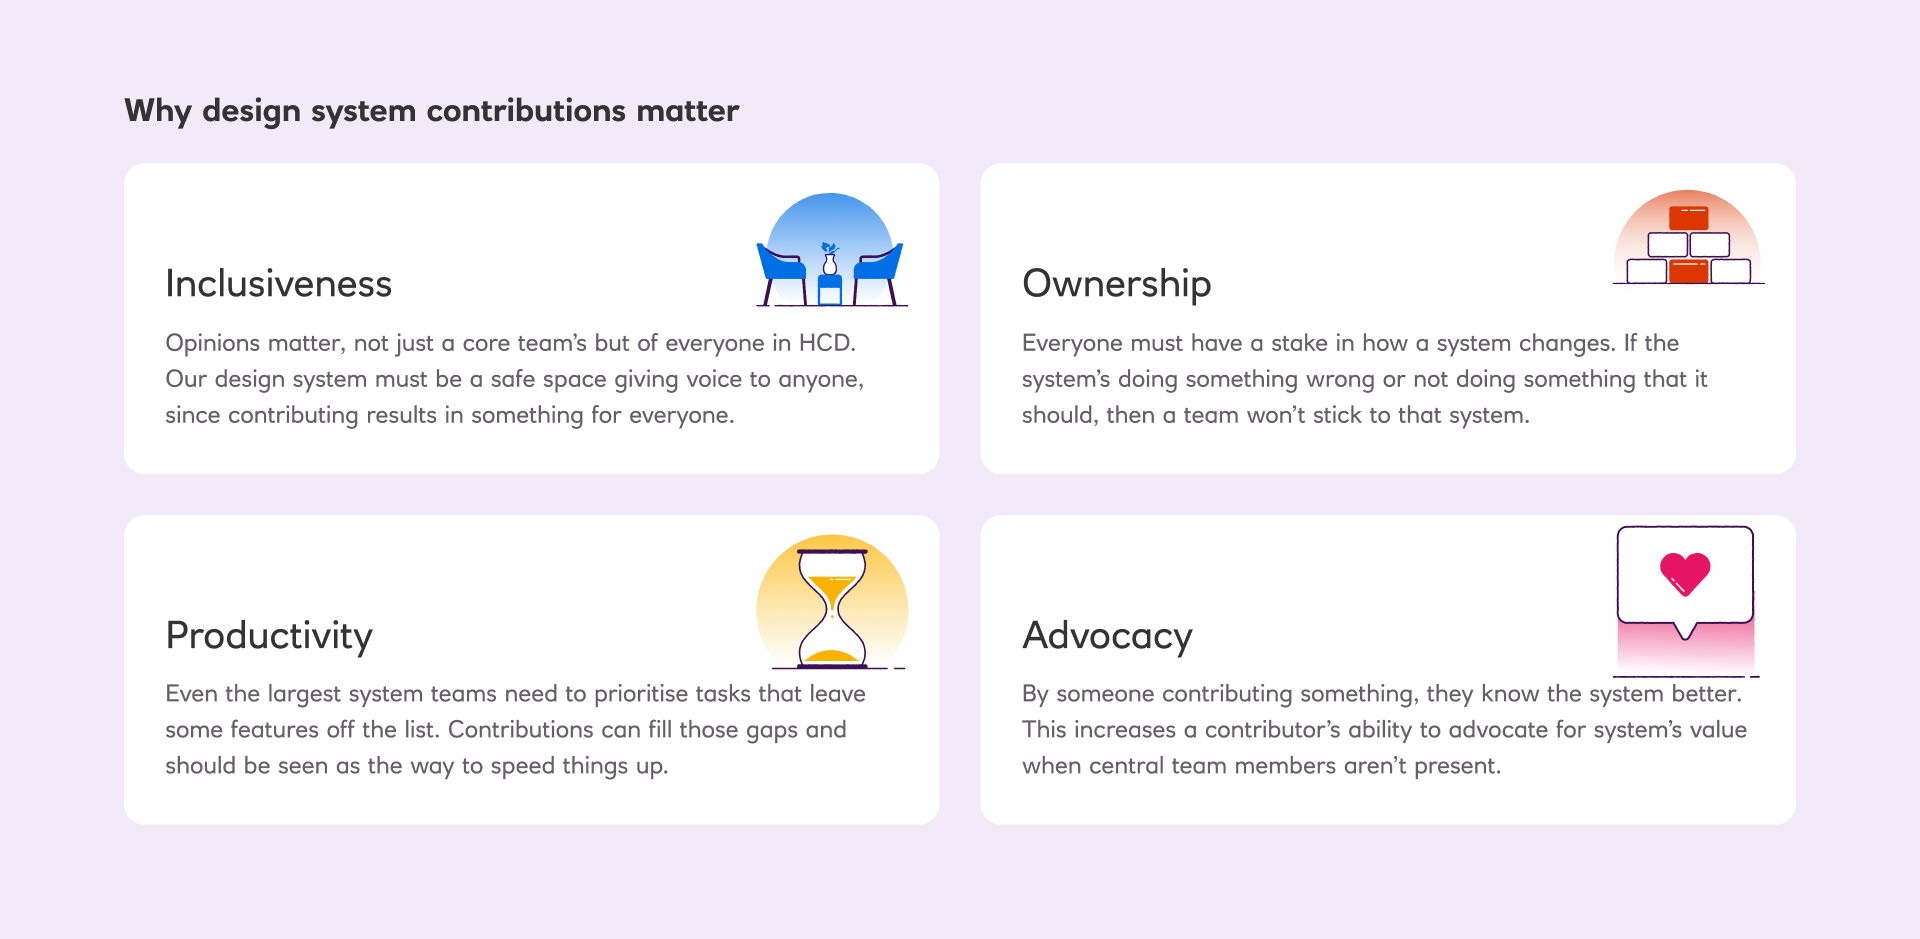 Why design system contributions matter
Inclusiveness
Opinions matter, not just a core team’s but of everyone in HCD.
Our design system must be a safe space giving voice to anyone,
since contributing results in something for everyone.
Ownership
Everyone must have a stake in how a system changes. If the
system’s doing something wrong or not doing something that it
should, then a team won’t stick to that system.
Productivity
Even the largest system teams need to prioritise tasks that leave
some features off the list. Contributions can fill those gaps and
should be seen as the way to speed things up.
Advocacy
By someone contributing something, they know the system better.
This increases a contributor’s ability to advocate for system’s value
when central team members aren’t present.